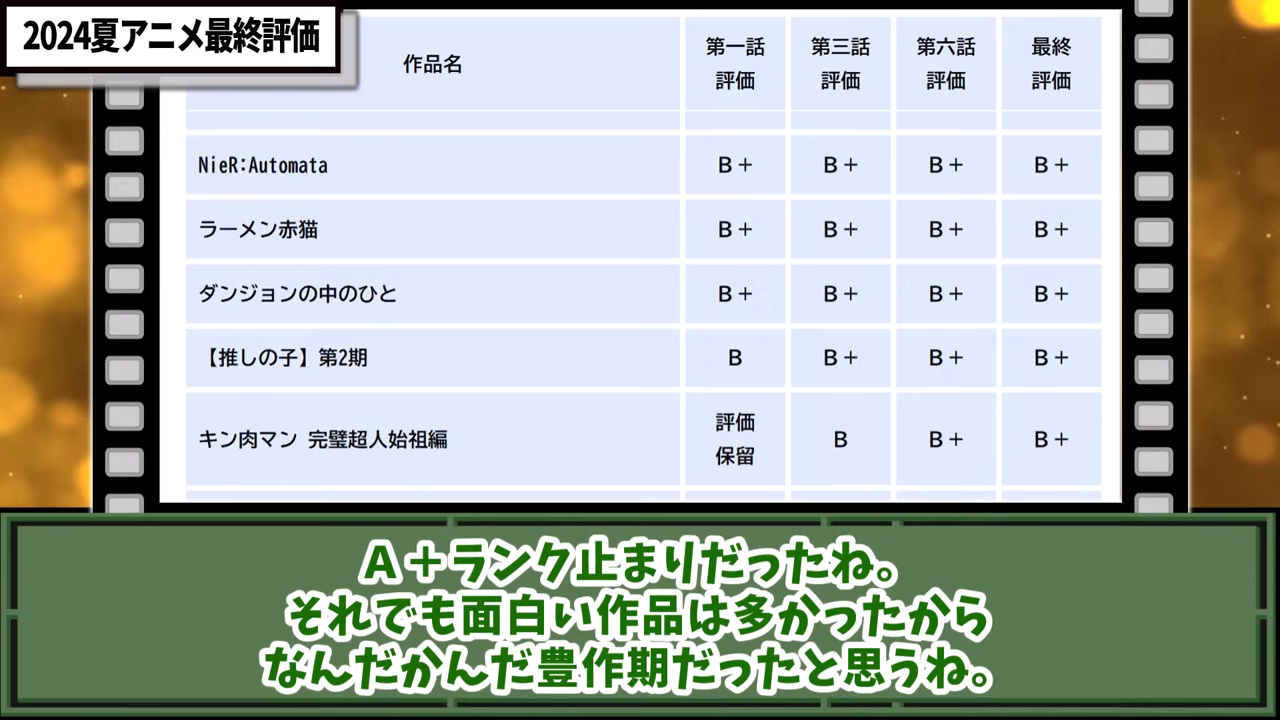 2024夏アニメ最終評価
作品名 第一話 評価 第三話 評価 第六話 評価 最終 評価
NieR:Automata B+ B+ B+ B+
ラーメン赤猫 B+ B+ B+ B+
ダンジョンの中のひと B+ B+ B+ B+
【推しの子】第2期 B B+ B+ B+
キン肉マン 完璧超人始祖編 評価 保留 B B+ B+
A+ランク止まりだったね。
それでも面白い作品は多かったから
なんだかんだ豊作期だったと思うね。